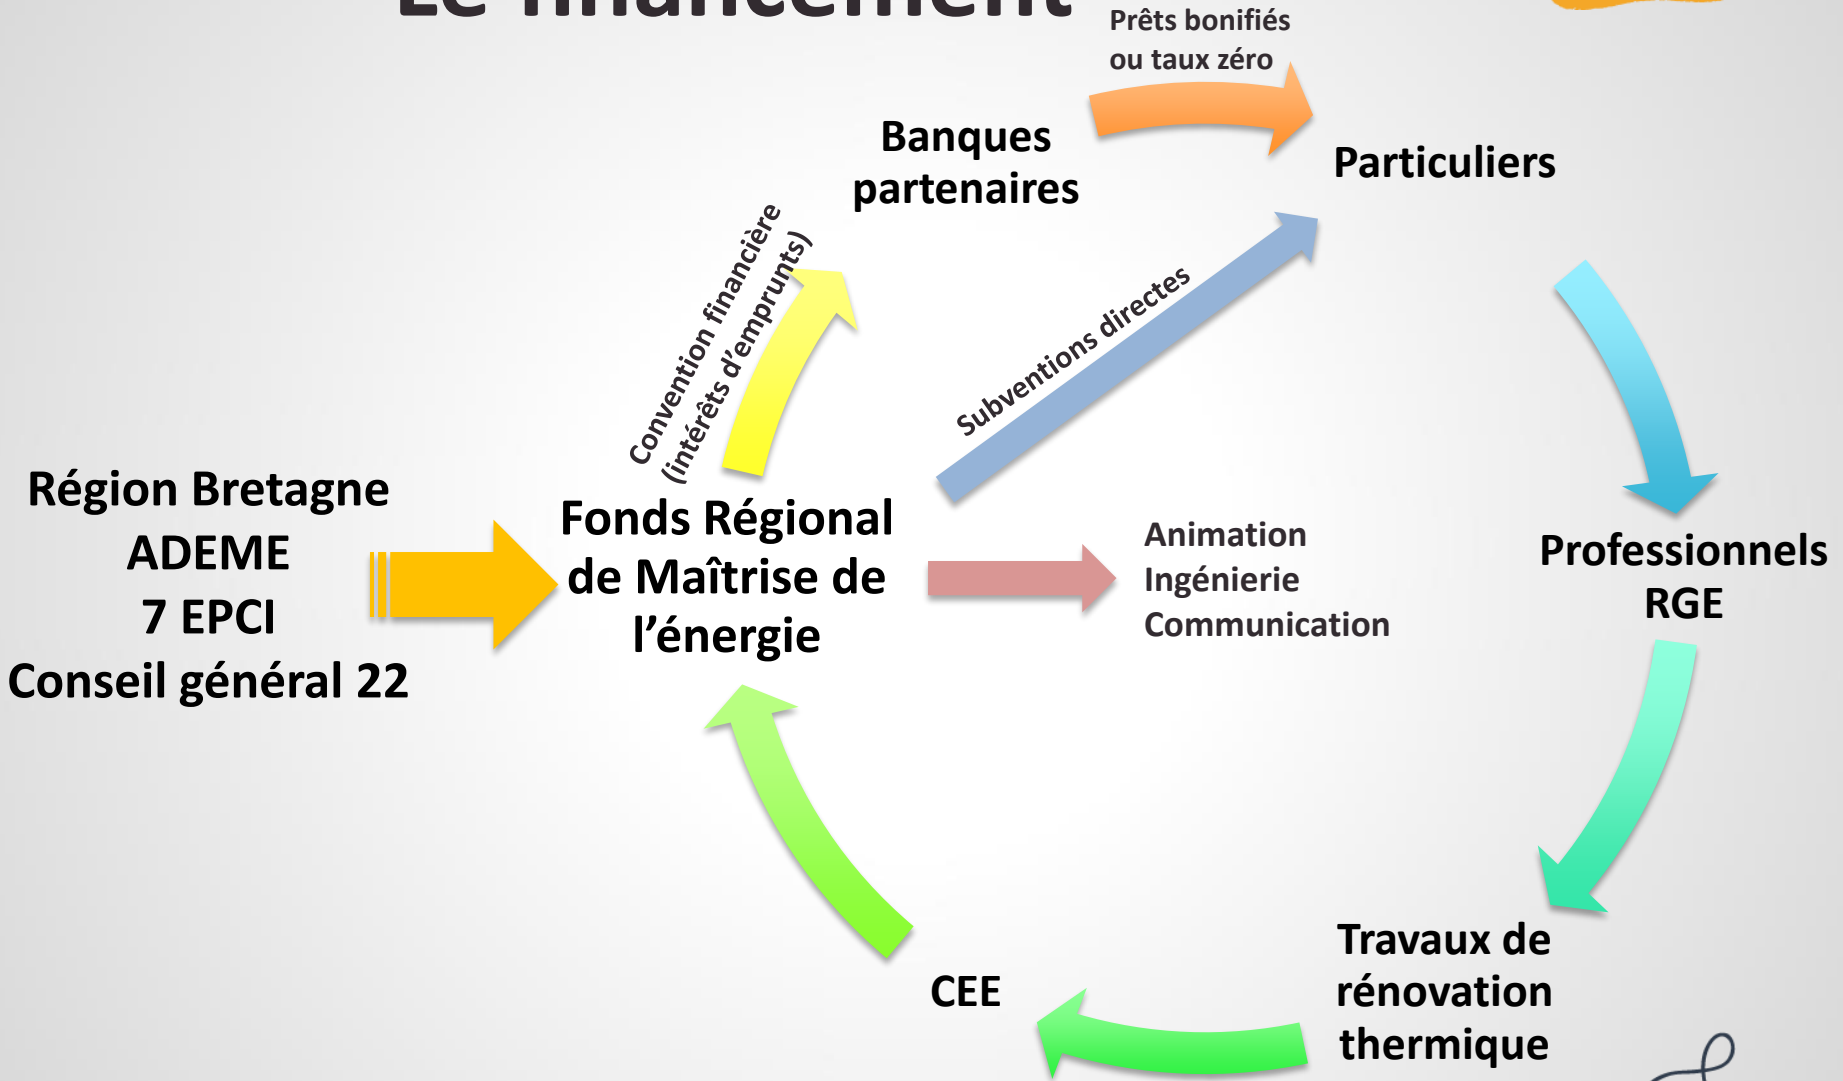 Le financement
Prêts bonifiés
ou taux zéro
Banques
partenaires
Particuliers
Convention financière
(intérêts d’emprunts)
Subventions directes
Région Bretagne
ADEME
7 EPCI
Conseil général 22
Fonds Régional
de Maîtrise de
l’énergie
Animation
Ingénierie
Communication
Professionnels
RGE
Travaux de
rénovation
thermique
CEE